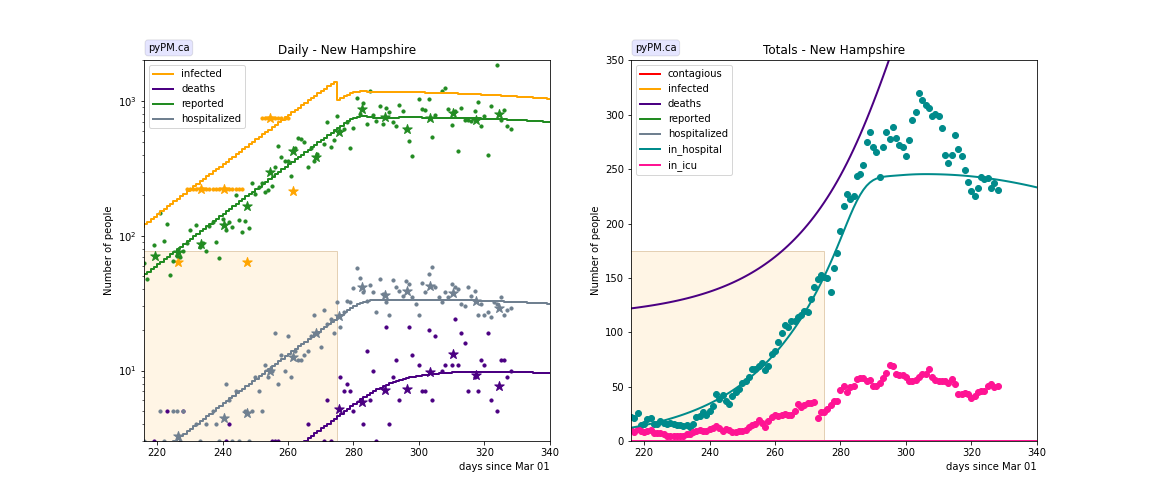 pyPM.ca
Daily - New Hampshire
infected
deaths
reported
hospitalized
10³
10²
10¹
Number of people
220
240
260
280
300
320
340
days since Mar 01
pyPM.ca
Totals - New Hampshire
contagious
infected
deaths
reported
hospitalized
in_hospital
in_icu
350
300
250
200
150
100
50
0
Number of people
220
240
260
280
300
320
340
days since Mar 01